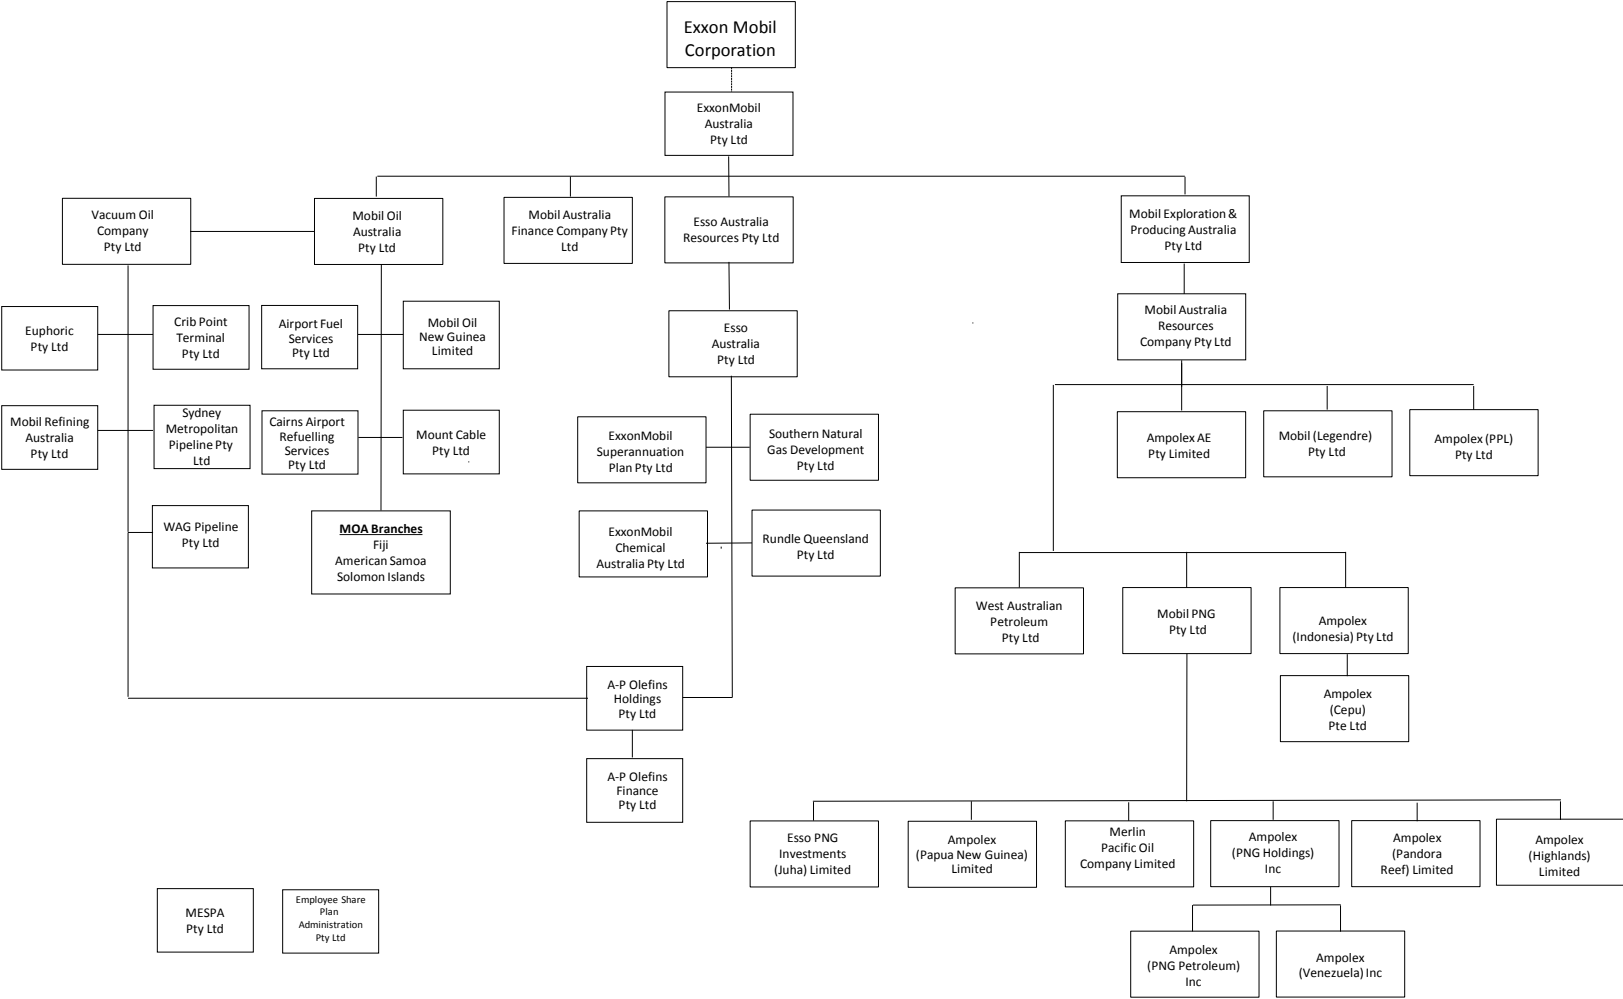 Exxon Mobil
Corporation
ExxonMobil
Australia
Pty Ltd
Vacuum Oil
Company
Pty Ltd
Mobil Oil
Australia
Pty Ltd
Mobil Australia
Finance Company Pty
Ltd
Esso Australia
Resources Pty Ltd
Mobil Exploration &
Producing Australia
Pty Ltd
Euphoric
Pty Ltd
Crib Point
Terminal
Pty Ltd
Airport Fuel
Services
Pty Ltd
Mobil Oil
New Guinea
Limited
Esso
Australia
Pty Ltd
Mobil Australia
Resources
Company Pty Ltd
Mobil Refining
Australia
Pty Ltd
Sydney
Metropolitan
Pipeline Pty
Ltd
Cairns Airport
Refuelling
Services
Pty Ltd
Mount Cable
Pty Ltd
ExxonMobil
Superannuation
Plan Pty Ltd
Southern Natural
Gas Development
Pty Ltd
Ampolex AE
Pty Limited
Mobil (Legendre)
Pty Ltd
Ampolex (PPL)
Pty Ltd
WAG Pipeline
Pty Ltd
MOA Branches
Fiji
American Samoa
Solomon Islands
ExxonMobil
Chemical
Australia Pty Ltd
Rundle Queensland
Pty Ltd
West Australian
Petroleum
Pty Ltd
Mobil PNG
Pty Ltd
Ampolex
(Indonesia) Pty Ltd
A-P Olefins
Holdings
Pty Ltd
Ampolex
(Cepu)
Pte Ltd
A-P Olefins
Finance
Pty Ltd
Esso PNG
Investments
(Juha) Limited
Ampolex
(Papua New Guinea)
Limited
Merlin
Pacific Oil
Company Limited
Ampolex
(PNG Holdings)
Inc
Ampolex
(Pandora
Reef) Limited
Ampolex
(Highlands)
Limited
MESPA
Pty Ltd
Employee Share
Plan
Administration
Pty Ltd
Ampolex
(PNG Petroleum)
Inc
Ampolex
(Venezuela) Inc